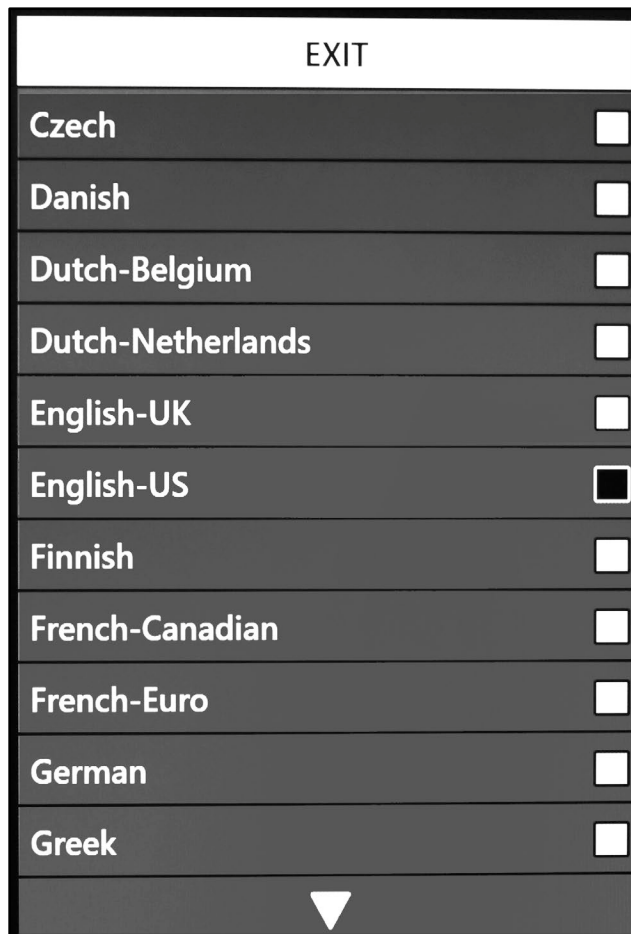 EXIT
Czech
Danish
Dutch-Belgium
Dutch-Netherlands
English-UK
English-US
Finnish
French-Canadian
French-Euro
German
Greek